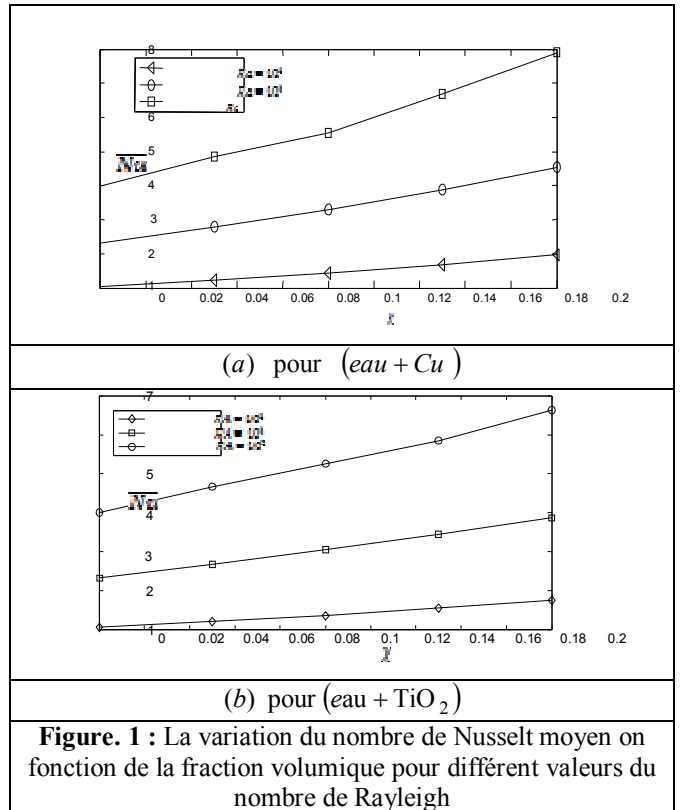 8
6
5
4
3
2
1
0 0.02 0.04 0.06 0.08 0.1 0.12 0.14 0.16 0.18 0.2
(a) pour (eau + Cu)
7
5
4
3
2
1
0 0.02 0.04 0.06 0.08 0.1 0.12 0.14 0.16 0.18 0.2
(b) pour (eau + TiO₂)
Figure. 1 : La variation du nombre de Nusselt moyen on
fonction de la fraction volumique pour différent valeurs du
nombre de Rayleigh